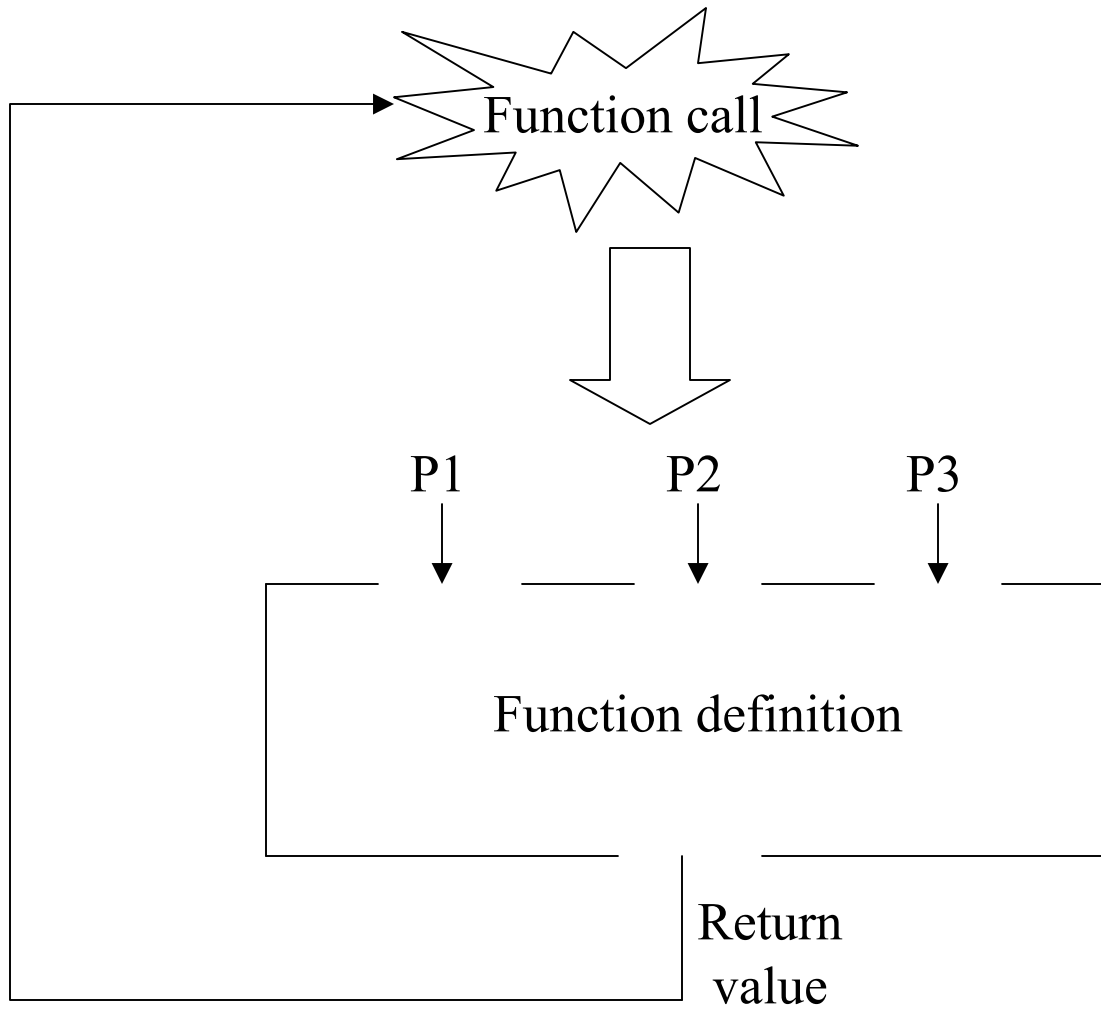 Function call
P1 P2 P3
Function definition
Return
value